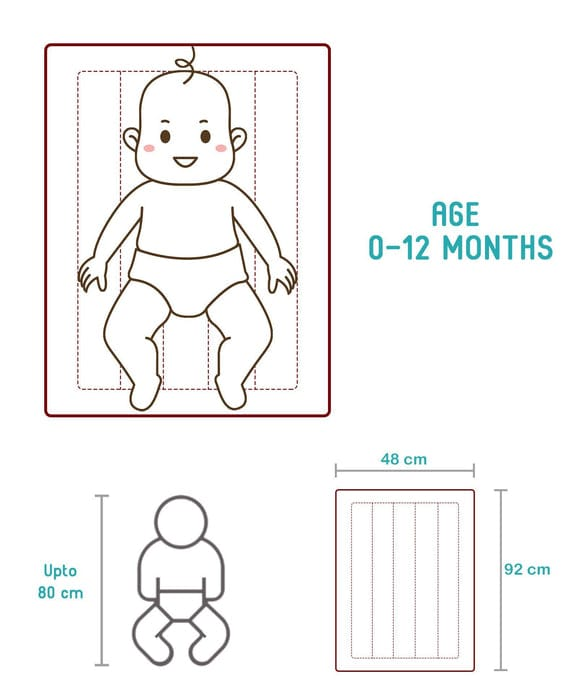 AGE
0-12 MONTHS
48 cm
Upto
80 cm
92 cm